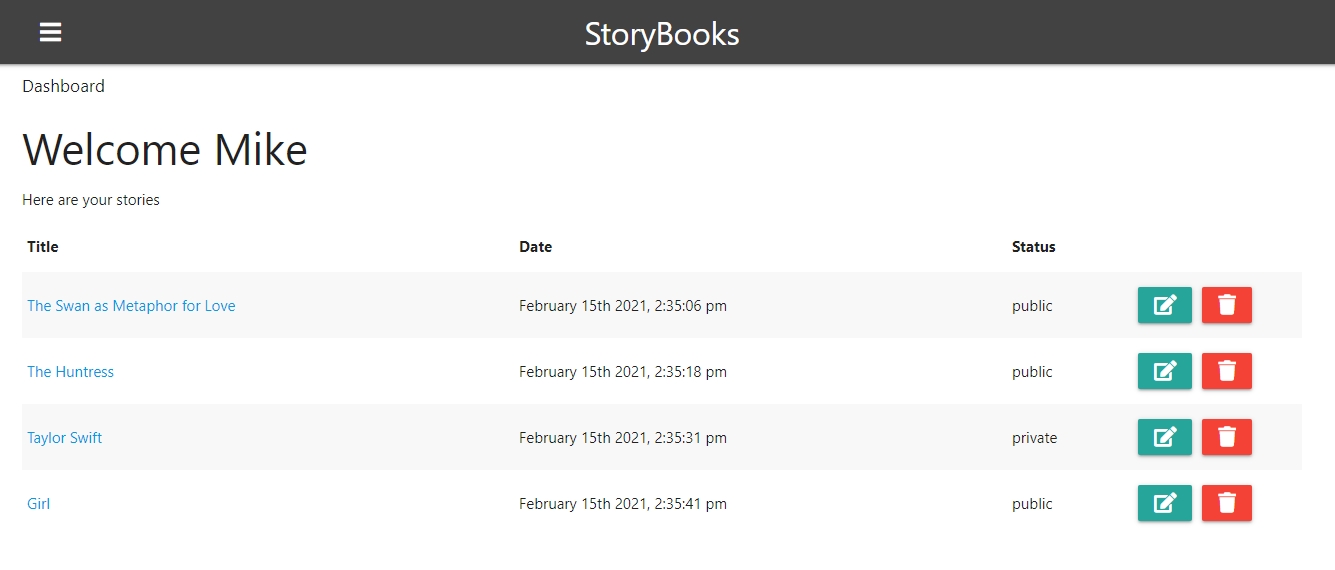 StoryBooks
Dashboard
Welcome Mike
Here are your stories
Title Date Status
The Swan as Metaphor for Love February 15th 2021, 2:35:06 pm public
The Huntress February 15th 2021, 2:35:18 pm public
Taylor Swift February 15th 2021, 2:35:31 pm private
Girl February 15th 2021, 2:35:41 pm public